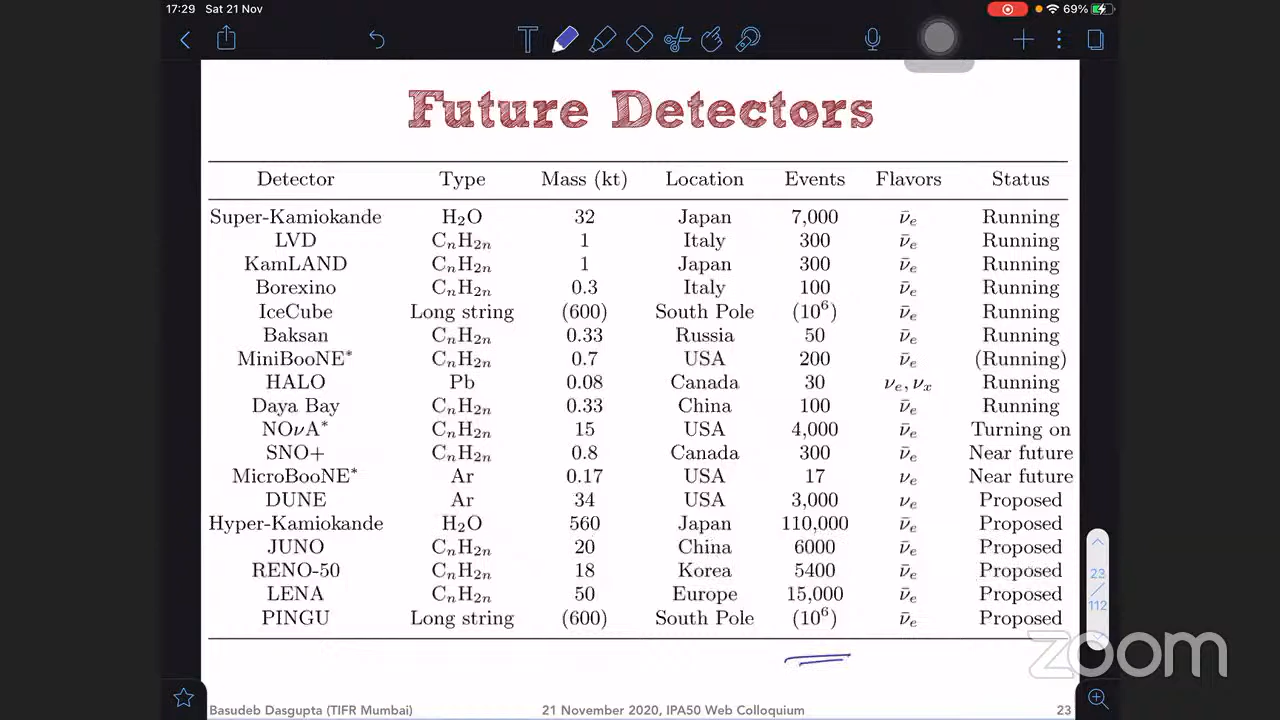 17:29 Sat 21 Nov 69%
Future Detectors
Detector Type Mass (kt) Location Events Flavors Status
Super-Kamiokande H₂O 32 Japan 7,000 ν̄ₑ Running
LVD CₙH₂ₙ 1 Italy 300 ν̄ₑ Running
KamLAND CₙH₂ₙ 1 Japan 300 ν̄ₑ Running
Borexino CₙH₂ₙ 0.3 Italy 100 ν̄ₑ Running
IceCube Long string (600) South Pole (10⁶) ν̄ₑ Running
Baksan CₙH₂ₙ 0.33 Russia 50 ν̄ₑ Running
MiniBooNE* CₙH₂ₙ 0.7 USA 200 ν̄ₑ (Running)
HALO Pb 0.08 Canada 30 νₑ, νₓ Running
Daya Bay CₙH₂ₙ 0.33 China 100 ν̄ₑ Running
NOνA* CₙH₂ₙ 15 USA 4,000 ν̄ₑ Turning on
SNO+ CₙH₂ₙ 0.8 Canada 300 ν̄ₑ Near future
MicroBooNE* Ar 0.17 USA 17 νₑ Near future
DUNE Ar 34 USA 3,000 νₑ Proposed
Hyper-Kamiokande H₂O 560 Japan 110,000 ν̄ₑ Proposed
JUNO CₙH₂ₙ 20 China 6000 ν̄ₑ Proposed
RENO-50 CₙH₂ₙ 18 Korea 5400 ν̄ₑ Proposed
LENA CₙH₂ₙ 50 Europe 15,000 ν̄ₑ Proposed
PINGU Long string (600) South Pole (10⁶) ν̄ₑ Proposed
23
112
zoom
Basudeb Dasgupta (TIFR Mumbai) 21 November 2020, IPA50 Web Colloquium 23